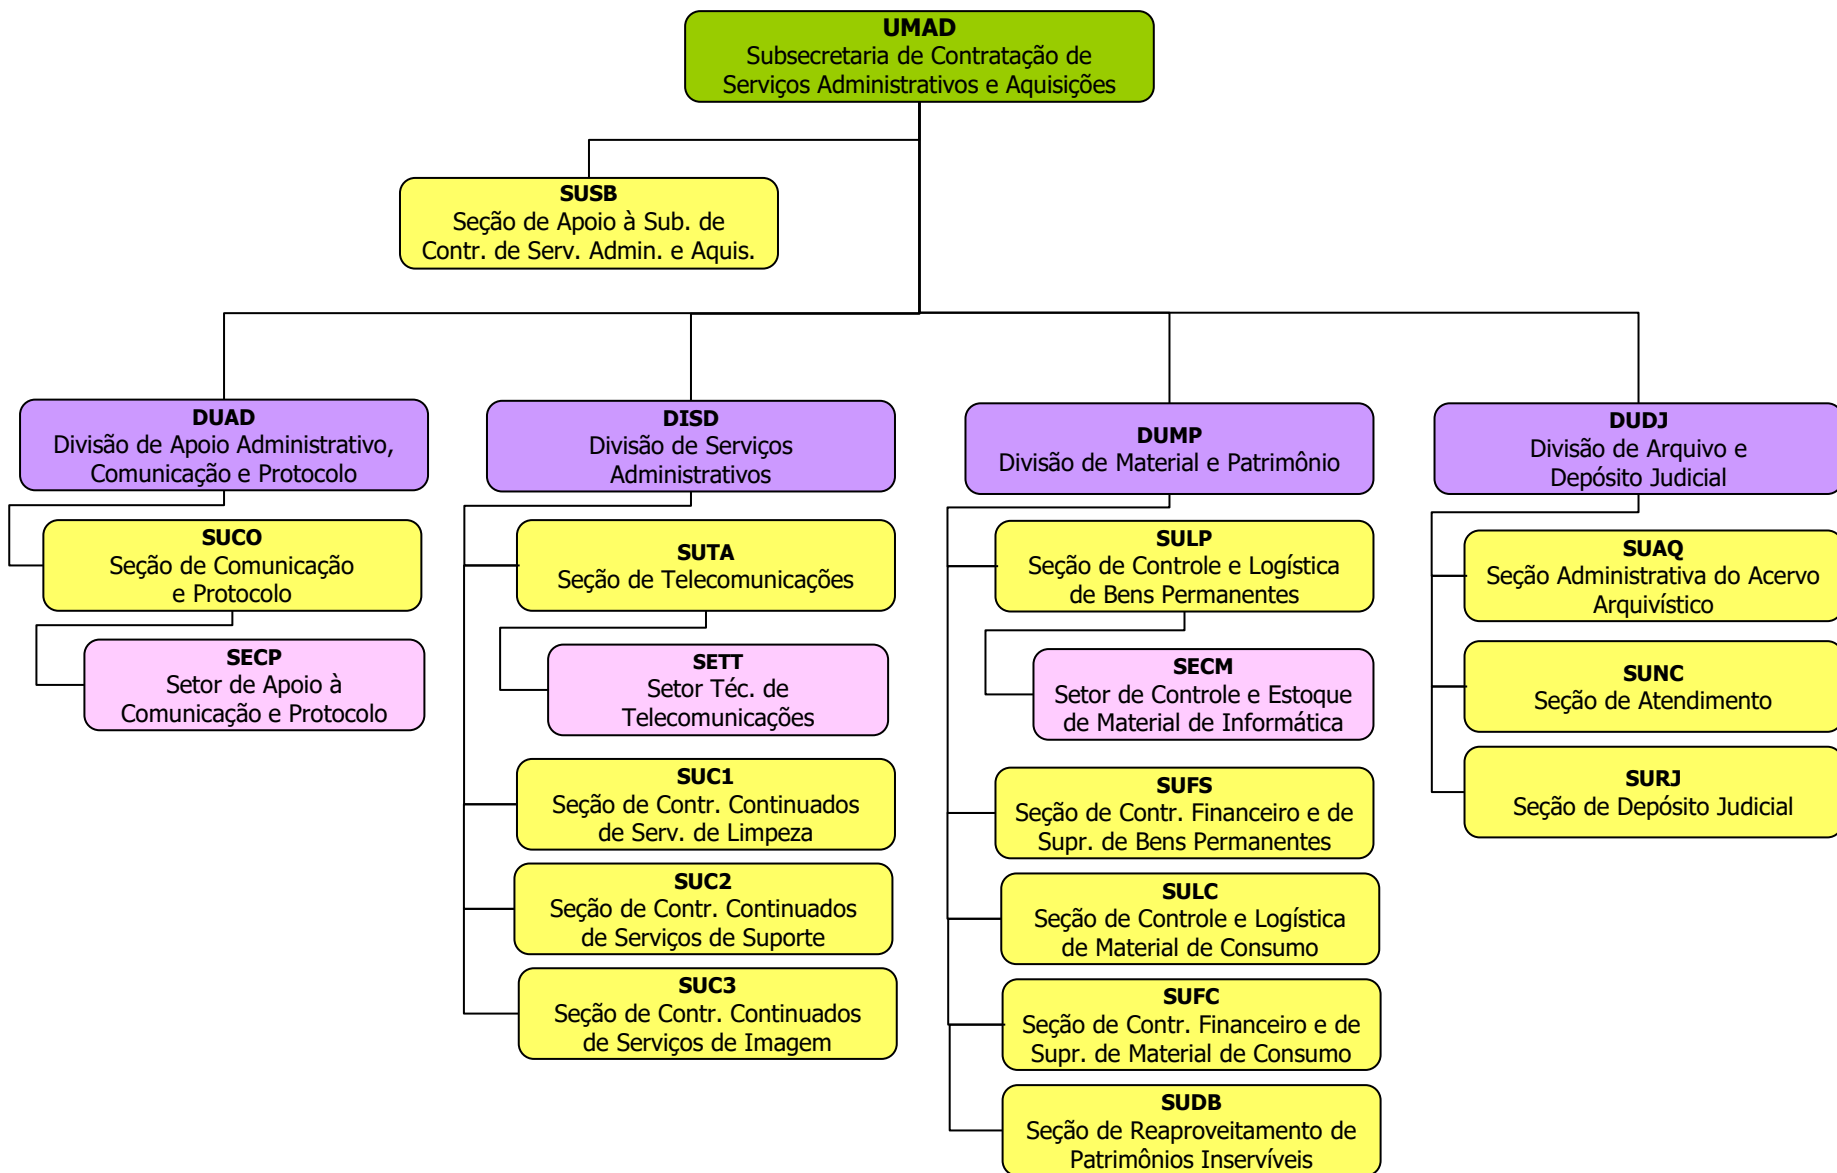 UMAD
Subsecretaria de Contratação de
Serviços Administrativos e Aquisições
SUSB
Seção de Apoio à Sub. de
Contr. de Serv. Admin. e Aquis.
DUAD
Divisão de Apoio Administrativo,
Comunicação e Protocolo
SUCO
Seção de Comunicação
e Protocolo
SECP
Setor de Apoio à
Comunicação e Protocolo
DISD
Divisão de Serviços
Administrativos
SUTA
Seção de Telecomunicações
SETT
Setor Téc. de
Telecomunicações
SUC1
Seção de Contr. Continuados
de Serv. de Limpeza
SUC2
Seção de Contr. Continuados
de Serviços de Suporte
SUC3
Seção de Contr. Continuados
de Serviços de Imagem
DUMP
Divisão de Material e Patrimônio
SULP
Seção de Controle e Logística
de Bens Permanentes
SECM
Setor de Controle e Estoque
de Material de Informática
SUFS
Seção de Contr. Financeiro e de
Supr. de Bens Permanentes
SULC
Seção de Controle e Logística
de Material de Consumo
SUFC
Seção de Contr. Financeiro e de
Supr. de Material de Consumo
SUDB
Seção de Reaproveitamento de
Patrimônios Inservíveis
DUDJ
Divisão de Arquivo e
Depósito Judicial
SUAQ
Seção Administrativa do Acervo
Arquivístico
SUNC
Seção de Atendimento
SURJ
Seção de Depósito Judicial